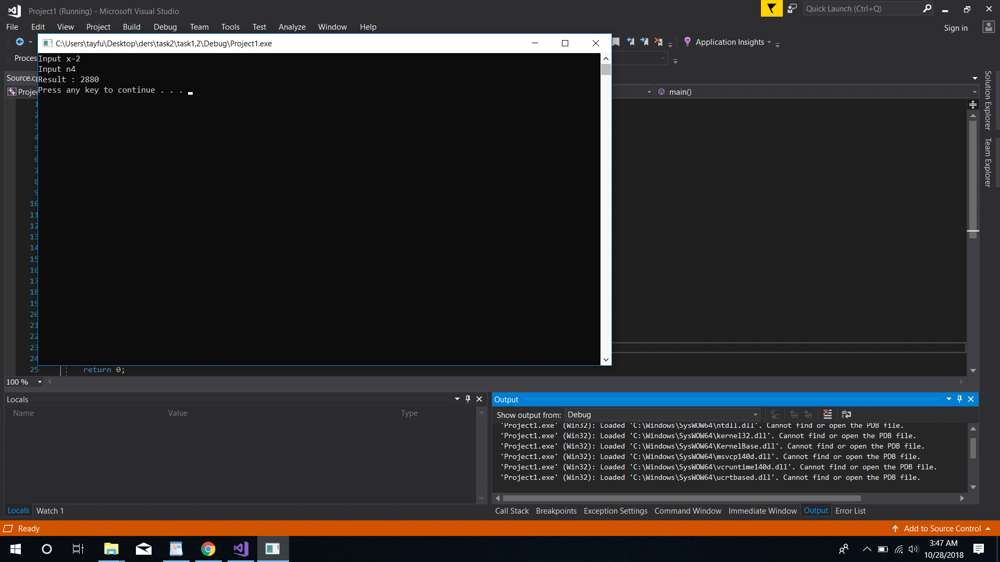 Project1 (Running) - Microsoft Visual Studio
Quick Launch (Ctrl+Q)
File Edit View Project Build Debug Team Tools Test Analyze Window Help
Sign in
C:\Users\tayfu\Desktop\ders\task2\task1,2\Debug\Project1.exe
Application Insights
Proces
Input x-2
Input n4
Result : 2880
Press any key to continue . . .
Source.cp
Projec
main()
Solution Explorer
Team Explorer
1
2
3
4
5
6
7
8
9
10
11
12
13
14
15
16
17
18
19
20
21
22
23
24
25 return 0;
100 %
Locals
Name Value Type
Locals Watch 1
Output
Show output from: Debug
'Project1.exe' (Win32): Loaded 'C:\Windows\SysWOW64\ntdll.dll'. Cannot find or open the PDB file.
'Project1.exe' (Win32): Loaded 'C:\Windows\SysWOW64\kernel32.dll'. Cannot find or open the PDB file.
'Project1.exe' (Win32): Loaded 'C:\Windows\SysWOW64\KernelBase.dll'. Cannot find or open the PDB file.
'Project1.exe' (Win32): Loaded 'C:\Windows\SysWOW64\msvcp140d.dll'. Cannot find or open the PDB file.
'Project1.exe' (Win32): Loaded 'C:\Windows\SysWOW64\vcruntime140d.dll'. Cannot find or open the PDB file.
'Project1.exe' (Win32): Loaded 'C:\Windows\SysWOW64\ucrtbased.dll'. Cannot find or open the PDB file.
Call Stack Breakpoints Exception Settings Command Window Immediate Window Output Error List
Ready
Add to Source Control
3:47 AM
10/28/2018